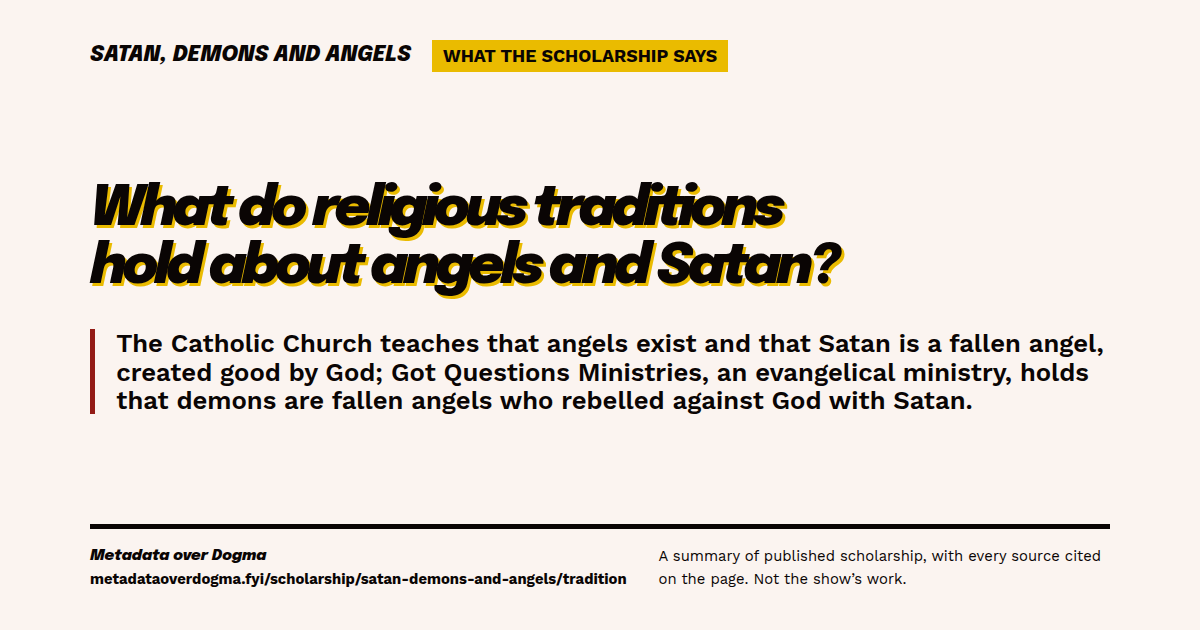 SATAN, DEMONS AND ANGELS
WHAT THE SCHOLARSHIP SAYS
What do religious traditions
hold about angels and Satan?
The Catholic Church teaches that angels exist and that Satan is a fallen angel,
created good by God; Got Questions Ministries, an evangelical ministry, holds
that demons are fallen angels who rebelled against God with Satan.
Metadata over Dogma
metadataoverdogma.fyi/scholarship/satan-demons-and-angels/tradition
A summary of published scholarship, with every source cited
on the page. Not the show’s work.